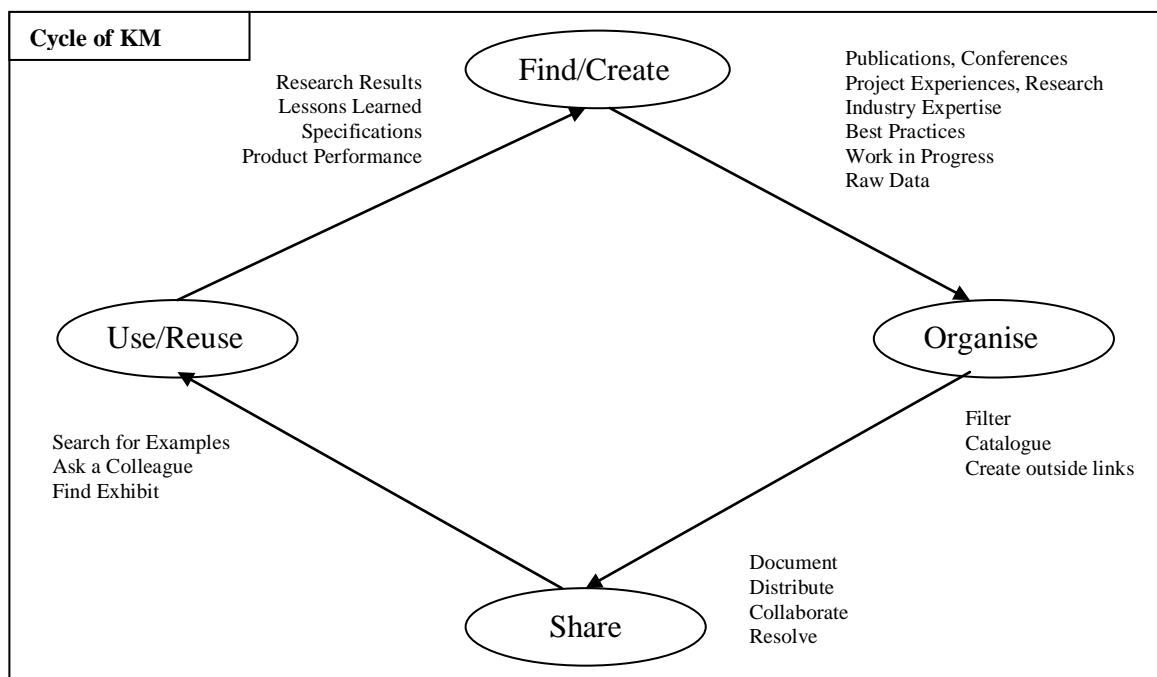 Cycle of KM
Find/Create
Research Results
Lessons Learned
Specifications
Product Performance
Publications, Conferences
Project Experiences, Research
Industry Expertise
Best Practices
Work in Progress
Raw Data
Use/Reuse
Organise
Search for Examples
Ask a Colleague
Find Exhibit
Filter
Catalogue
Create outside links
Document
Distribute
Collaborate
Resolve
Share